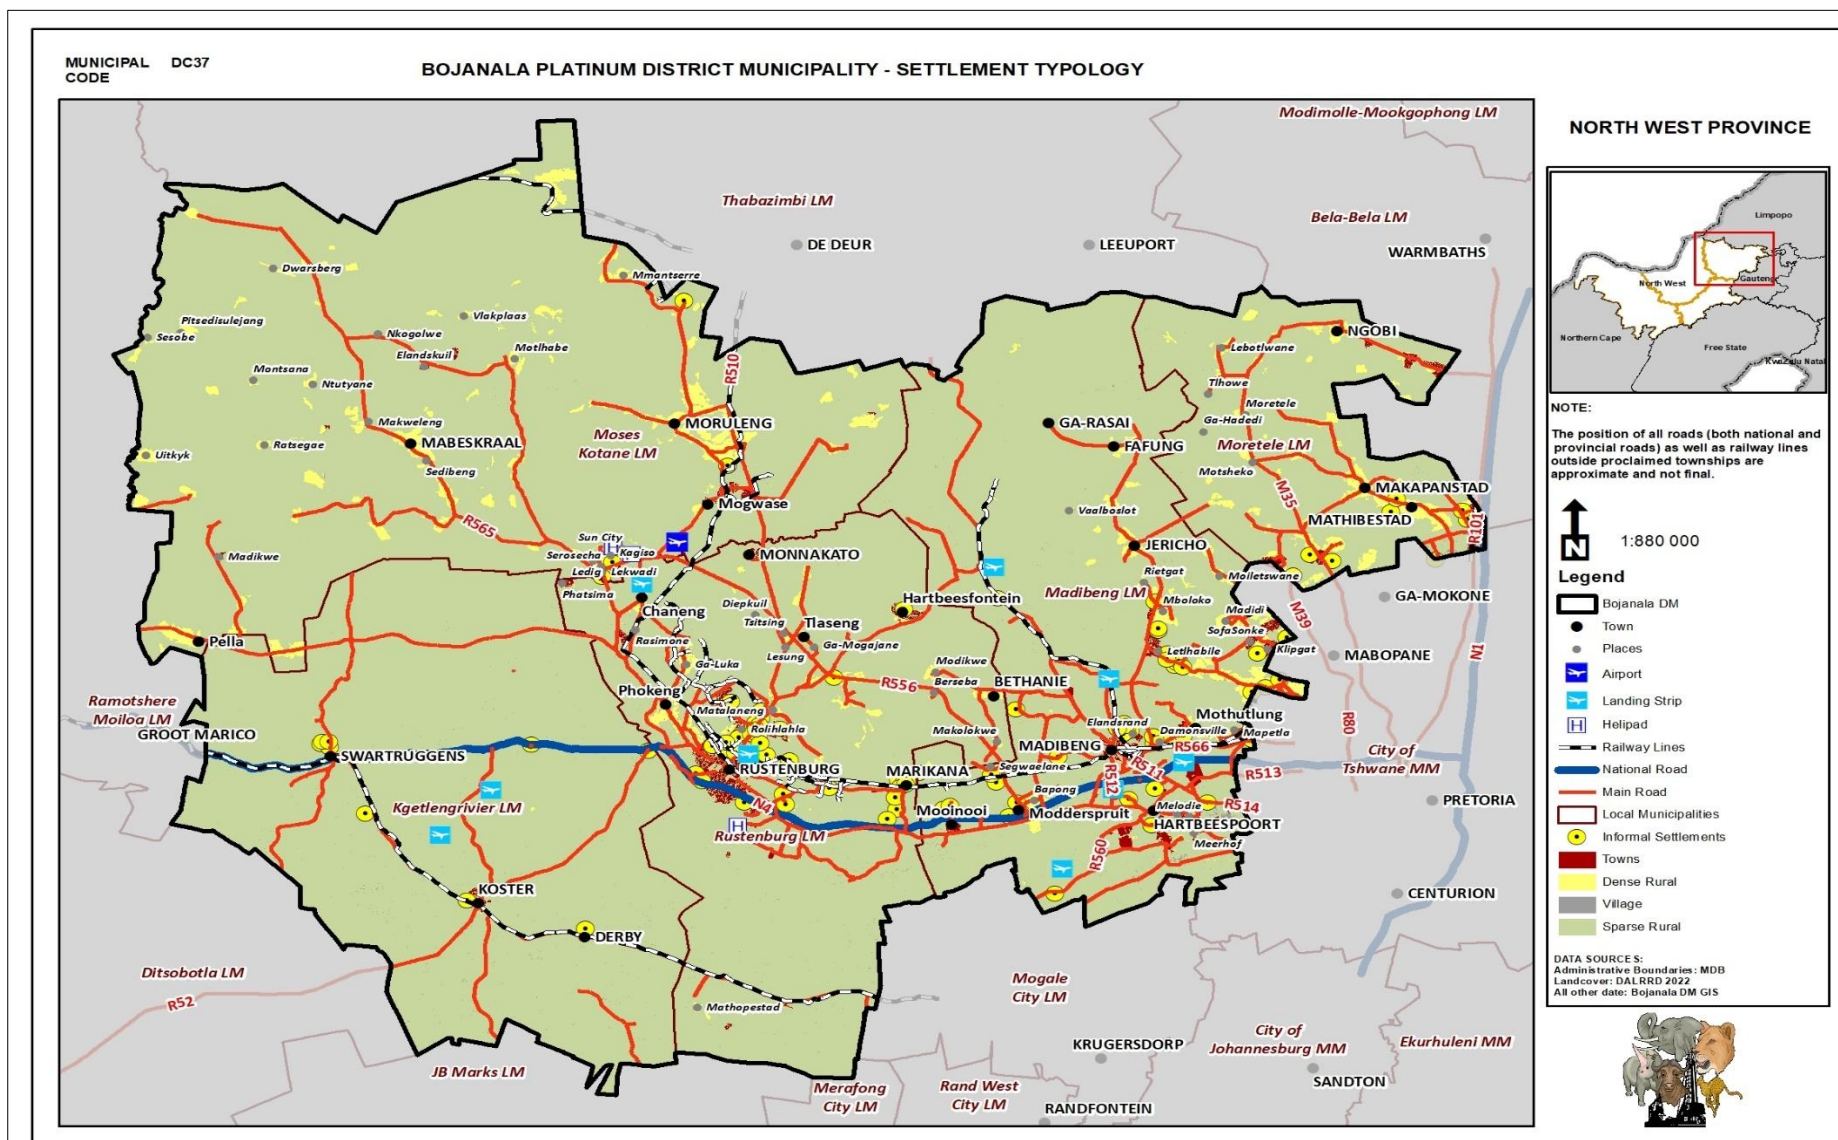 MUNICIPAL DC37
CODE
BOJANALA PLATINUM DISTRICT MUNICIPALITY - SETTLEMENT TYPOLOGY
Modimolle-Mookgophong LM
Thabazimbi LM
Bela-Bela LM
DE DEUR
LEEUPORT
WARMBATHS
Dwarsberg
Mmantserre
Pitsedisulejang
Sesobe
Vlakplaas
Nkogolwe
Elandskuil
Motlhabe
NGOBI
Lebotlwane
R510
Montsana
Ntutyane
Tlhowe
Moretele
Makweleng
MORULENG
GA-RASAI
Ga-Hadedi
Ratsegae
MABESKRAAL
Moses
Kotane LM
FAFUNG
Moretele LM
Uitkyk
Sedibeng
Motsheko
M35
MAKAPANSTAD
Mogwase
Vaalboslot
MATHIBESTAD
R101
R565
Sun City
Serosecha
Kagiso
MONNAKATO
JERICHO
Madikwe
Ledig
Lekwadi
Phatsima
Rietgat
Moiletswane
Chaneng
Diepkuil
Hartbeesfontein
Madibeng LM
Mboloko
Madidi
M39
GA-MOKONE
Tsitsing
Tlaseng
SofaSonke
Pella
Rasimone
Lesung
Ga-Mogajane
Letlhabile
Klipgat
MABOPANE
N1
Ga-Luka
Modikwe
Berseba
R556
BETHANIE
Ramotshere
Moiloa LM
Phokeng
Matalaneng
Rolihlahla
Makolokwe
Elandsrand
Mothutlung
Damonsville
Mapetla
R80
GROOT MARICO
SWARTRUGGENS
MADIBENG
R566
City of
Tshwane MM
RUSTENBURG
MARIKANA
Segwaelane
R512
R511
R513
Kgetlengrivier LM
N4
Bapong
Melodie
R514
PRETORIA
Rustenburg LM
Mooinooi
Modderspruit
HARTBEESPOORT
Meerhof
R560
KOSTER
CENTURION
DERBY
Ditsobotla LM
R52
Mathopestad
Mogale
City LM
KRUGERSDORP
City of
Johannesburg MM
Ekurhuleni MM
JB Marks LM
Merafong
City LM
Rand West
City LM
SANDTON
RANDFONTEIN
NORTH WEST PROVINCE
Limpopo
North West
Gauteng
Northern Cape
Free State
KwaZulu Natal
NOTE:
The position of all roads (both national and
provincial roads) as well as railway lines
outside proclaimed townships are
approximate and not final.
N
1:880 000
Legend
Bojanala DM
Town
Places
Airport
Landing Strip
H Helipad
Railway Lines
National Road
Main Road
Local Municipalities
Informal Settlements
Towns
Dense Rural
Village
Sparse Rural
DATA SOURCES:
Administrative Boundaries: MDB
Landcover: DALRRD 2022
All other date: Bojanala DM GIS